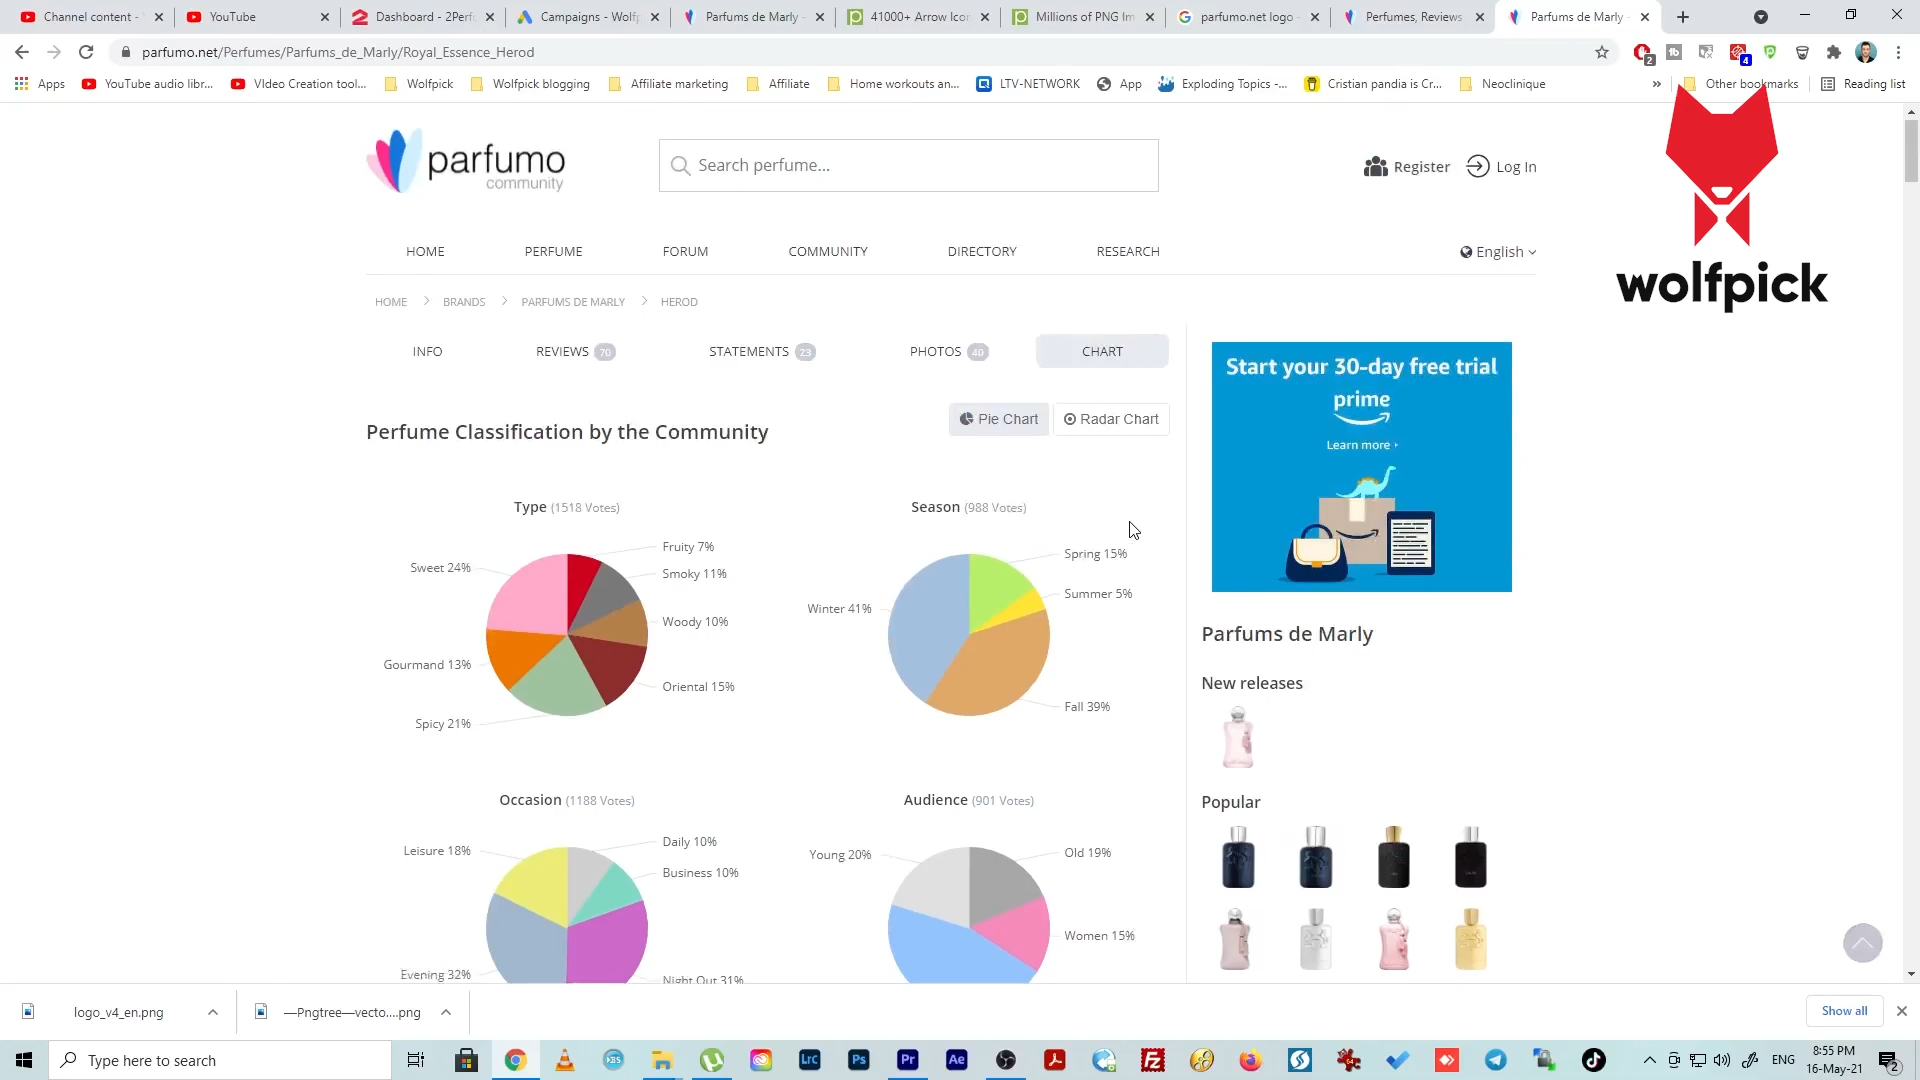 Channel content -
YouTube
Dashboard - 2Perf
Campaigns - Wolfp
Parfums de Marly -
41000+ Arrow Icon
Millions of PNG Im
parfumo.net logo -
Perfumes, Reviews
Parfums de Marly -
parfumo.net/Perfumes/Parfums_de_Marly/Royal_Essence_Herod
2
4
Apps
YouTube audio libr...
VIdeo Creation tool...
Wolfpick
Wolfpick blogging
Affiliate marketing
Affiliate
Home workouts an...
LTV-NETWORK
App
Exploding Topics -...
Cristian pandia is Cr...
Neoclinique
Other bookmarks
Reading list
parfumo
community
Search perfume...
Register
Log In
wolfpick
HOME
PERFUME
FORUM
COMMUNITY
DIRECTORY
RESEARCH
English
HOME > BRANDS > PARFUMS DE MARLY > HEROD
INFO
REVIEWS 70
STATEMENTS 23
PHOTOS 40
CHART
Perfume Classification by the Community
Pie Chart
Radar Chart
Type (1518 Votes)
Fruity 7%
Smoky 11%
Woody 10%
Oriental 15%
Spicy 21%
Gourmand 13%
Sweet 24%
Season (988 Votes)
Spring 15%
Summer 5%
Fall 39%
Winter 41%
Occasion (1188 Votes)
Daily 10%
Business 10%
Night Out 31%
Evening 32%
Leisure 18%
Audience (901 Votes)
Old 19%
Women 15%
Young 20%
Start your 30-day free trial
prime
Learn more
Parfums de Marly
New releases
Popular
logo_v4_en.png
—Pngtree—vecto....png
Show all
Type here to search
Lrc
Ps
Pr
Ae
ENG
8:55 PM
16-May-21
2